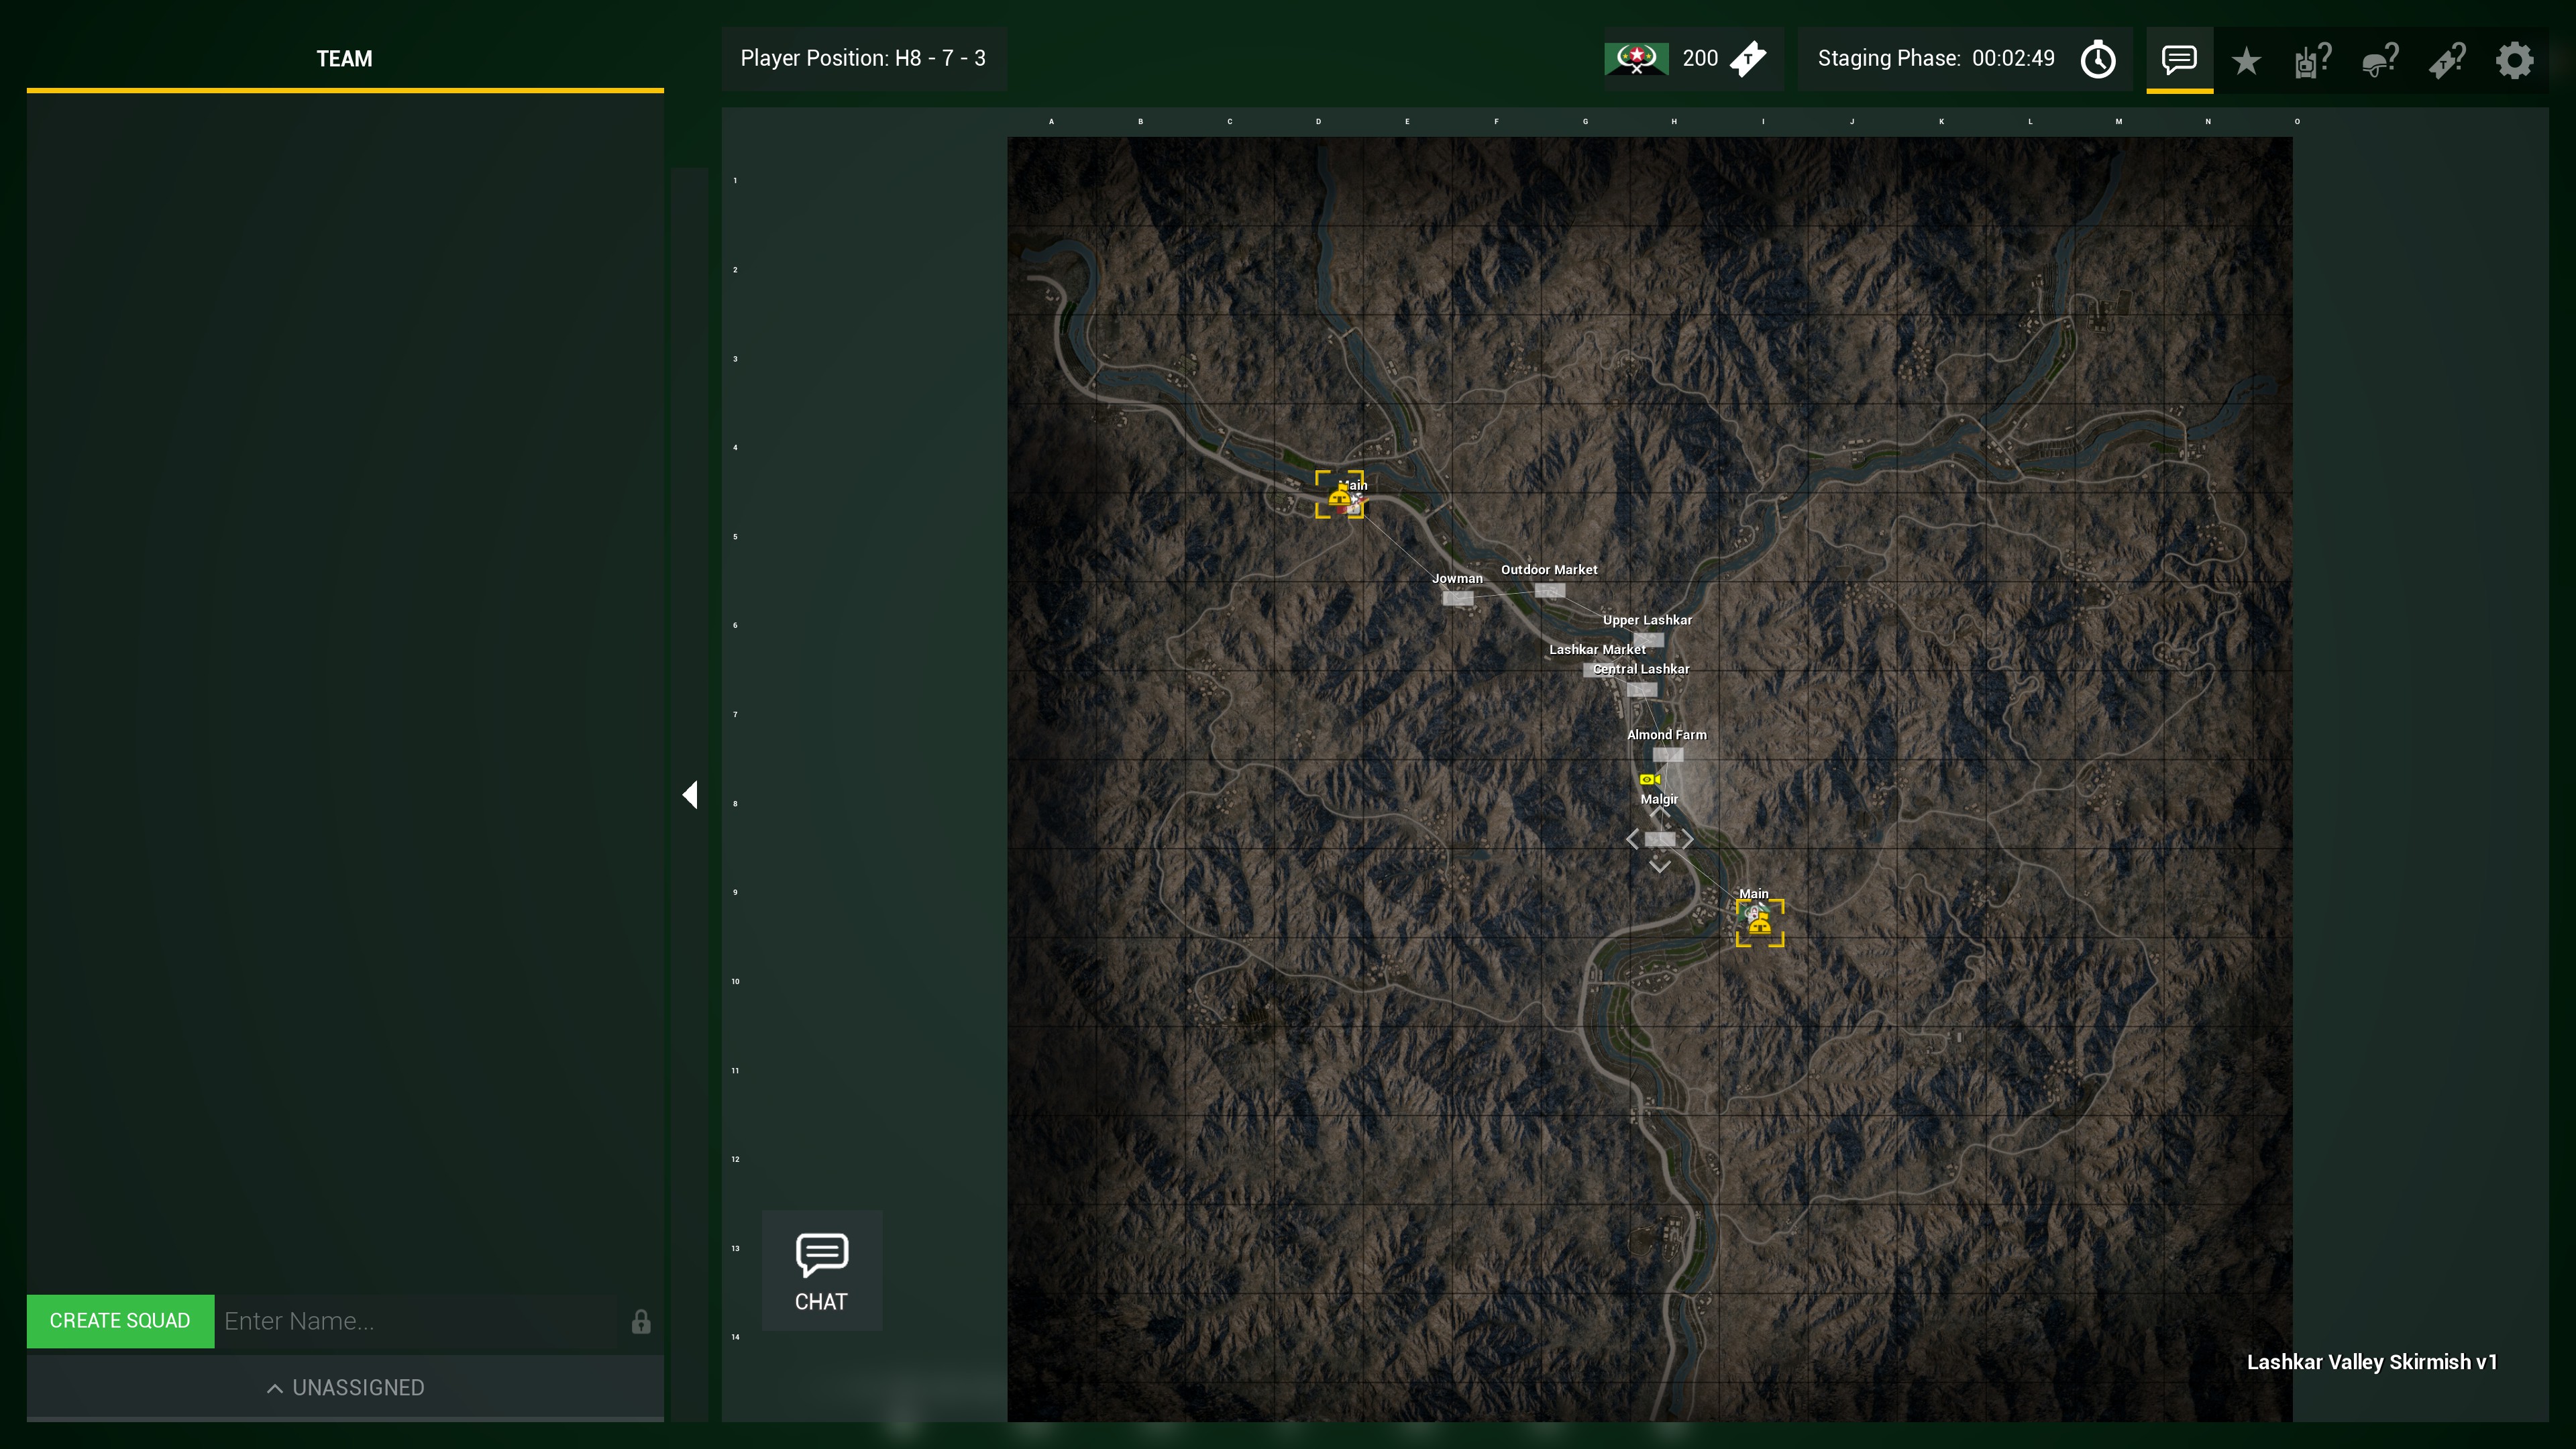 TEAM
Player Position: H8 - 7 - 3
200
T
Staging Phase: 00:02:49
?
?
T?
A B C D E F G H I J K L M N O
1
2
3
4
5
6
7
8
9
10
11
12
13
14
Main
Jowman
Outdoor Market
Upper Lashkar
Lashkar Market
Central Lashkar
Almond Farm
Malgir
Main
CHAT
CREATE SQUAD
Enter Name...
UNASSIGNED
Lashkar Valley Skirmish v1